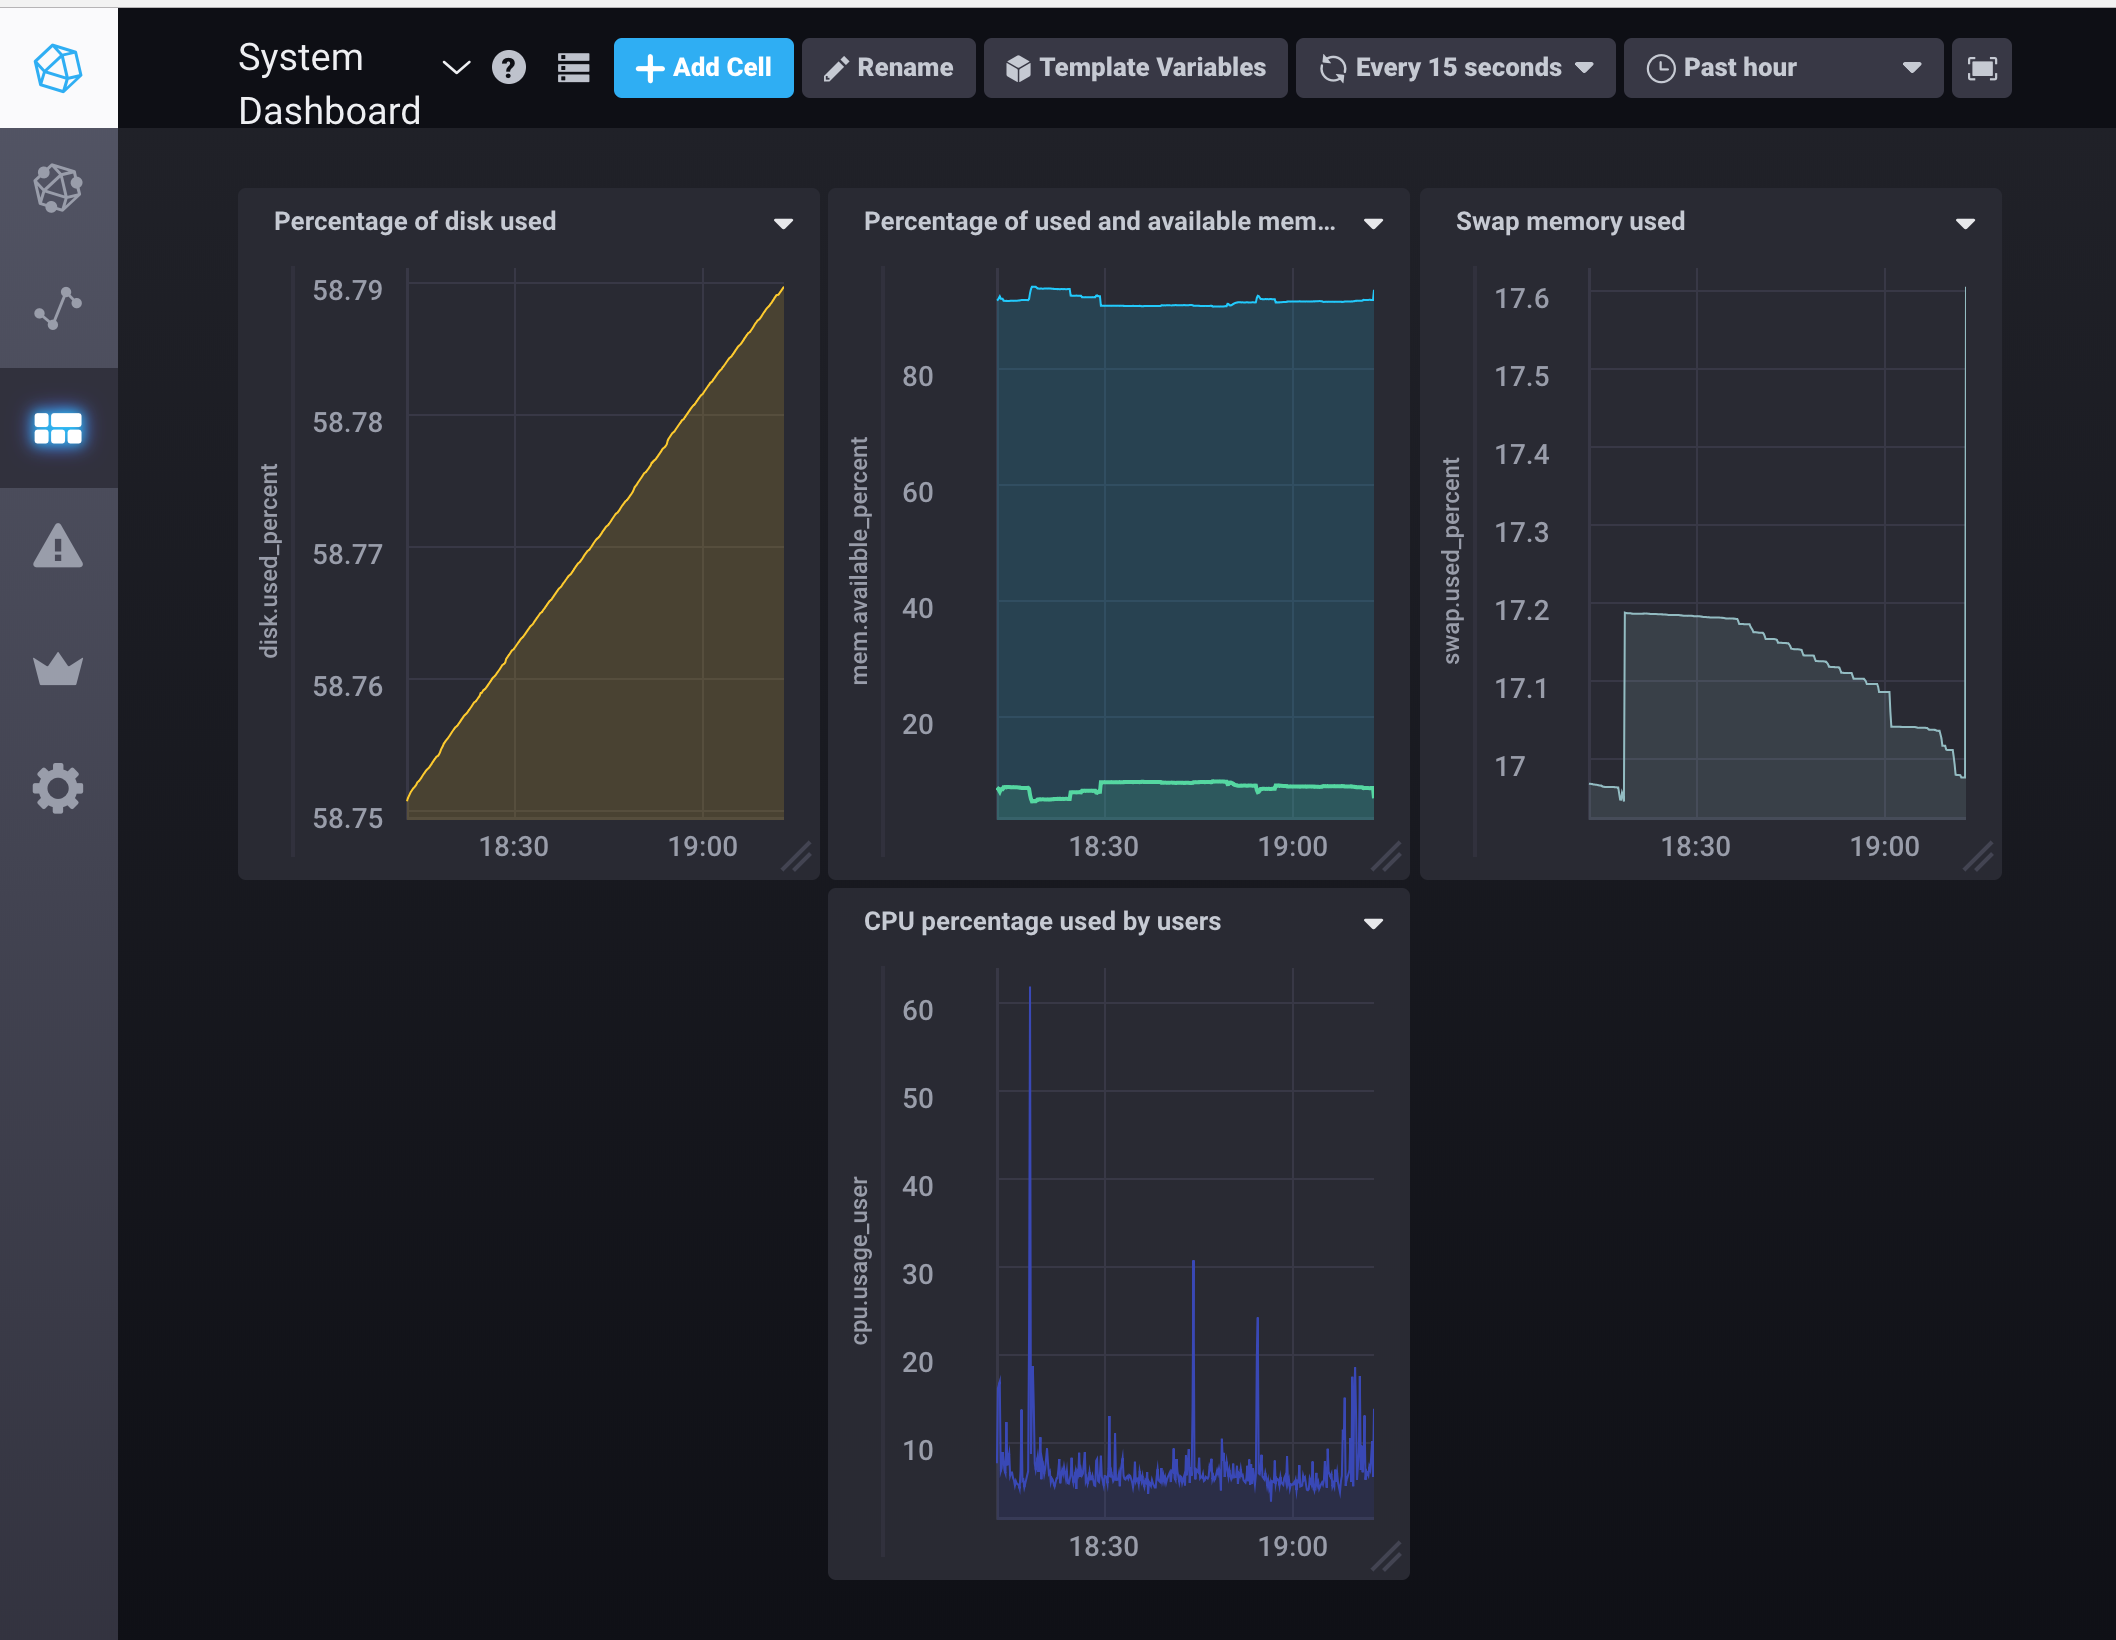 System
Dashboard
?
Add Cell
Rename
Template Variables
Every 15 seconds
Past hour
Percentage of disk used
disk.used_percent
58.79
58.78
58.77
58.76
58.75
18:30
19:00
Percentage of used and available mem...
mem.available_percent
80
60
40
20
18:30
19:00
Swap memory used
swap.used_percent
17.6
17.5
17.4
17.3
17.2
17.1
17
18:30
19:00
CPU percentage used by users
cpu.usage_user
60
50
40
30
20
10
18:30
19:00